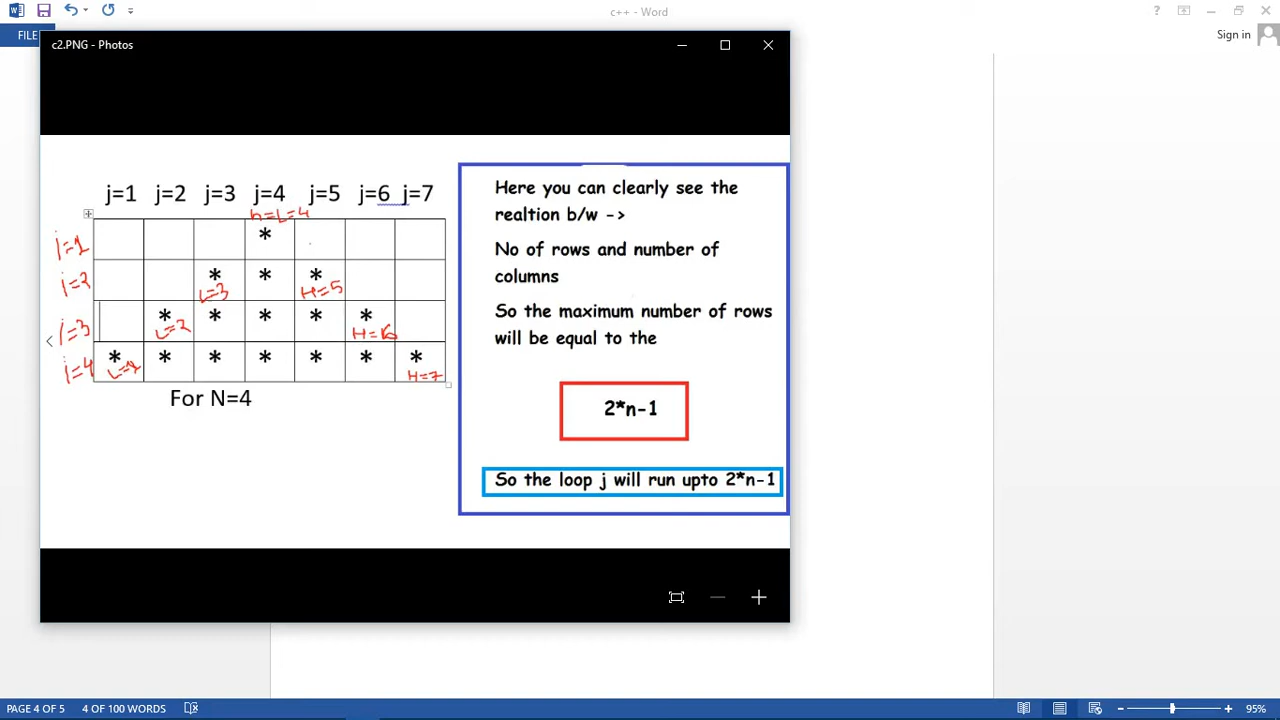 c++ - Word
FILE
Sign in
c2.PNG - Photos
j=1 j=2 j=3 j=4 j=5 j=6 j=7
h=L=4
i=1 *
i=2 * * *
L=3 H=5
i=3 * * * * *
L=2 H=6
i=4 * * * * * * *
H=7
For N=4
Here you can clearly see the
realtion b/w ->
No of rows and number of
columns
So the maximum number of rows
will be equal to the
2*n-1
So the loop j will run upto 2*n-1
PAGE 4 OF 5 4 OF 100 WORDS
95%